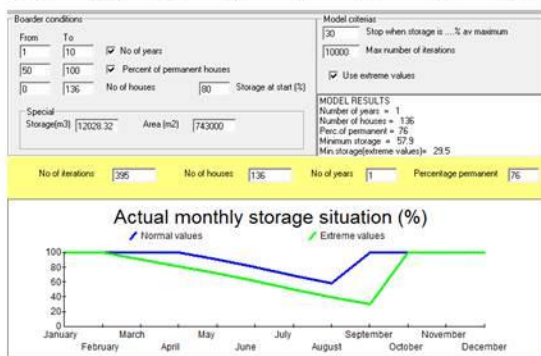 Boarder conditions
From To
1 10 No of years
50 100 Percent of permanent houses
0 136 No of houses 80 Storage at start (%)
Special
Storage(m3) 12028.32 Area (m2) 743000
Model criterias
30 Stop when storage is ....% av maximum
10000 Max number of iterations
Use extreme values
MODEL RESULTS
Number of years = 1
Number of houses = 136
Perc.of permanent = 76
Minimum storage = 57.9
Min.storage(extreme values)= 29.5
No of iterations 395 No of houses 136 No of years 1 Percentage permanent 76
Actual monthly storage situation (%)
Normal values Extreme values
100
80
60
40
20
0
January March May July September November
February April June August October December